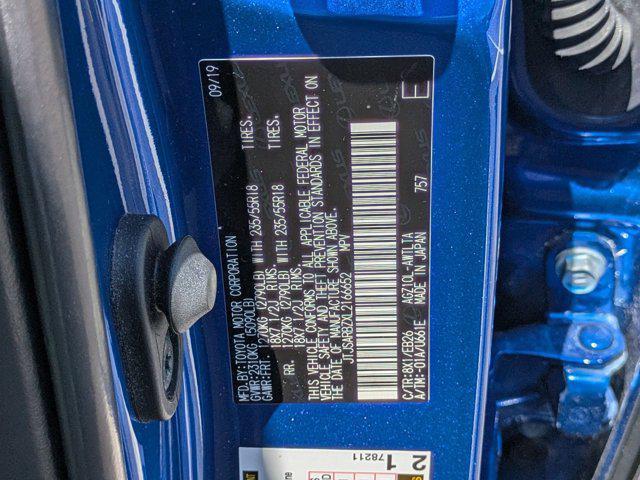 MFD.BY:TOYOTA MOTOR CORPORATION 09/19
GVWR:2310KG (5090LB)
GAWR:FRT. 1270KG (2790LB) WITH 235/55R18 TIRES.
18X7 1/2J RIMS
RR. 1270KG (2790LB) WITH 235/55R18 TIRES.
18X7 1/2J RIMS
THIS VEHICLE CONFORMS TO ALL APPLICABLE FEDERAL MOTOR
VEHICLE SAFETY AND THEFT PREVENTION STANDARDS IN EFFECT ON
THE DATE OF MANUFACTURE SHOWN ABOVE.
JTJSARBZXL2166652 MPV
C/TR:8X1/EB26 AGZ10L-AWTLTA
A/TM:-01A/U661E MADE IN JAPAN 757
E
78211
21